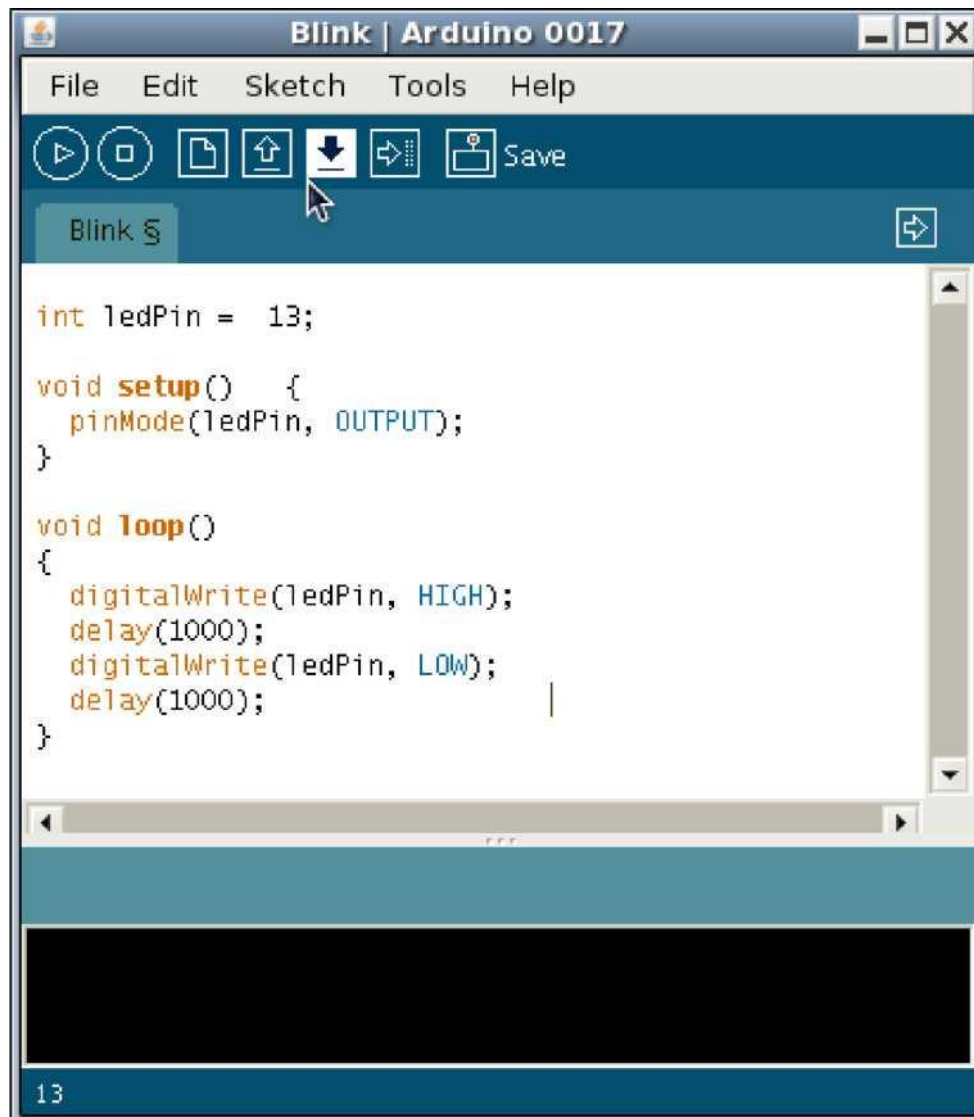 Blink | Arduino 0017
File Edit Sketch Tools Help
Save
Blink §
int ledPin =  13;
void setup()   {
  pinMode(ledPin, OUTPUT);
}
void loop()
{
  digitalWrite(ledPin, HIGH);
  delay(1000);
  digitalWrite(ledPin, LOW);
  delay(1000);
}
13